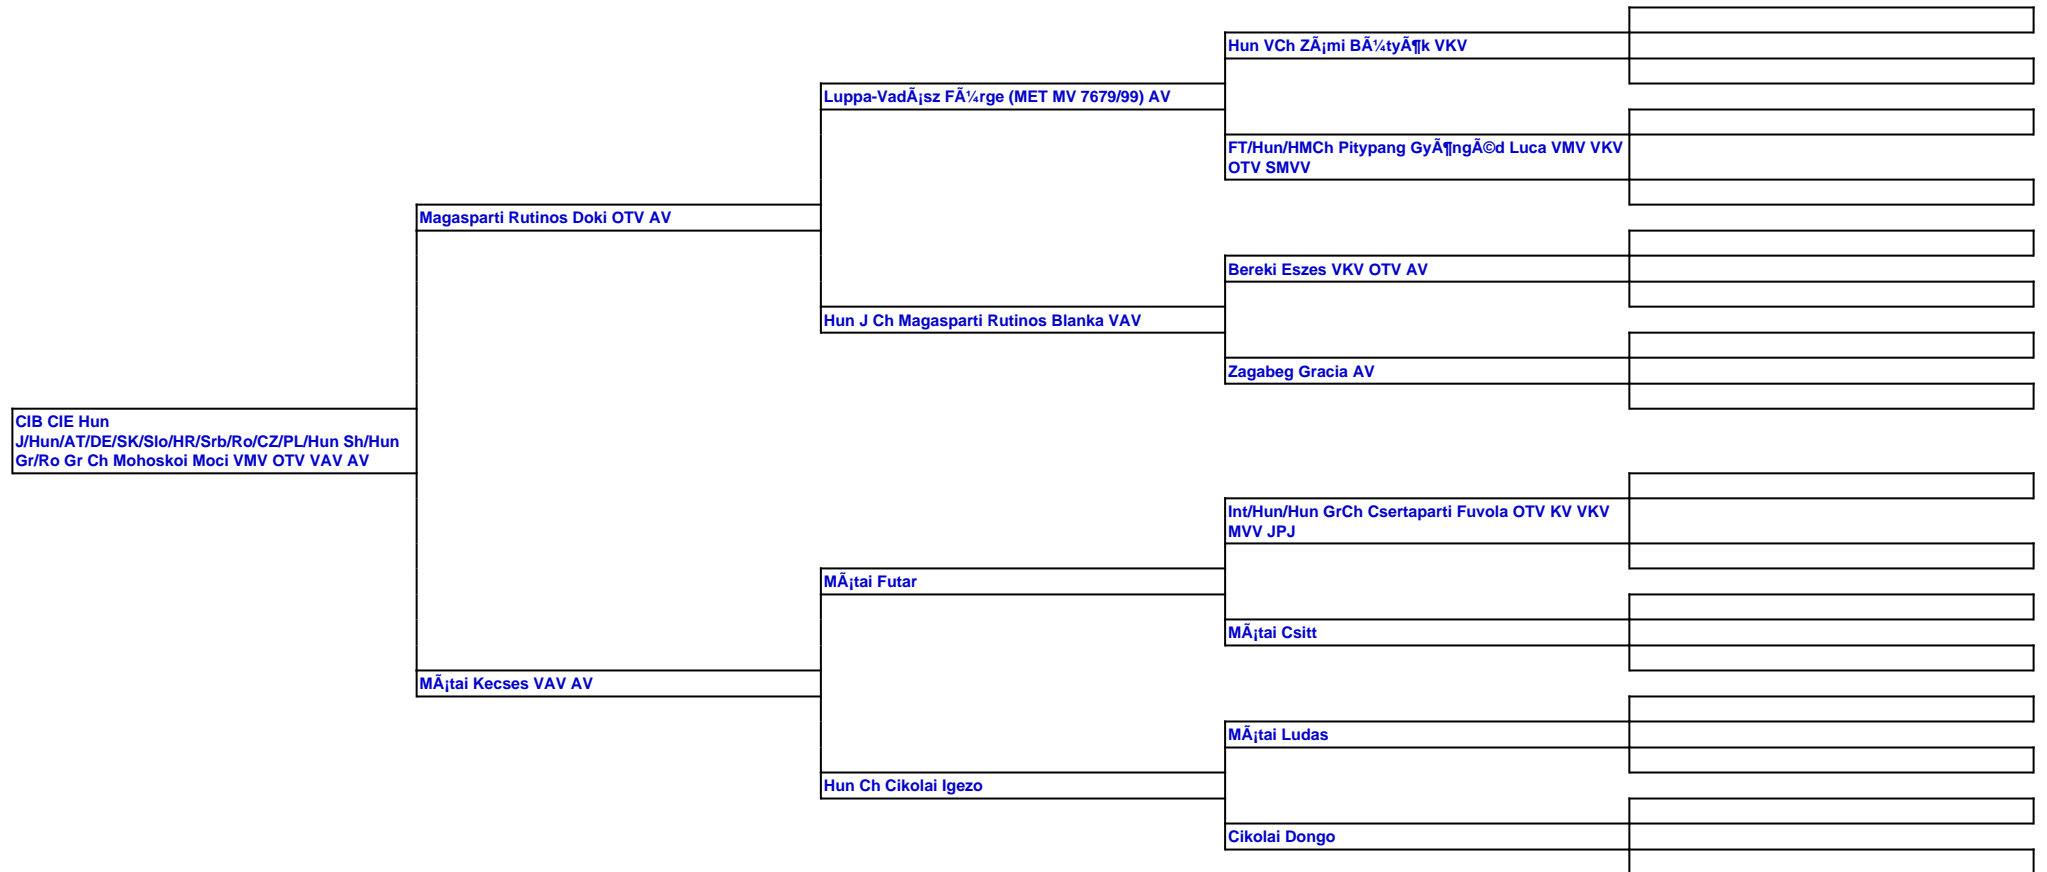 Hun VCh ZÃ¡mi BÃ¼tyÃ¶k VKV
Luppa-VadÃ¡sz FÃ¼rge (MET MV 7679/99) AV
FT/Hun/HMCh Pitypang GyÃ¶ngÃ©d Luca VMV VKV
OTV SMVV
Magasparti Rutinos Doki OTV AV
Bereki Eszes VKV OTV AV
Hun J Ch Magasparti Rutinos Blanka VAV
Zagabeg Gracia AV
CIB CIE Hun
J/Hun/AT/DE/SK/Slo/HR/Srb/Ro/CZ/PL/Hun Sh/Hun
Gr/Ro Gr Ch Mohoskoi Moci VMV OTV VAV AV
Int/Hun/Hun GrCh Csertaparti Fuvola OTV KV VKV
MVV JPJ
MÃ¡tai Futar
MÃ¡tai Csitt
MÃ¡tai Kecses VAV AV
MÃ¡tai Ludas
Hun Ch Cikolai Igezo
Cikolai Dongo